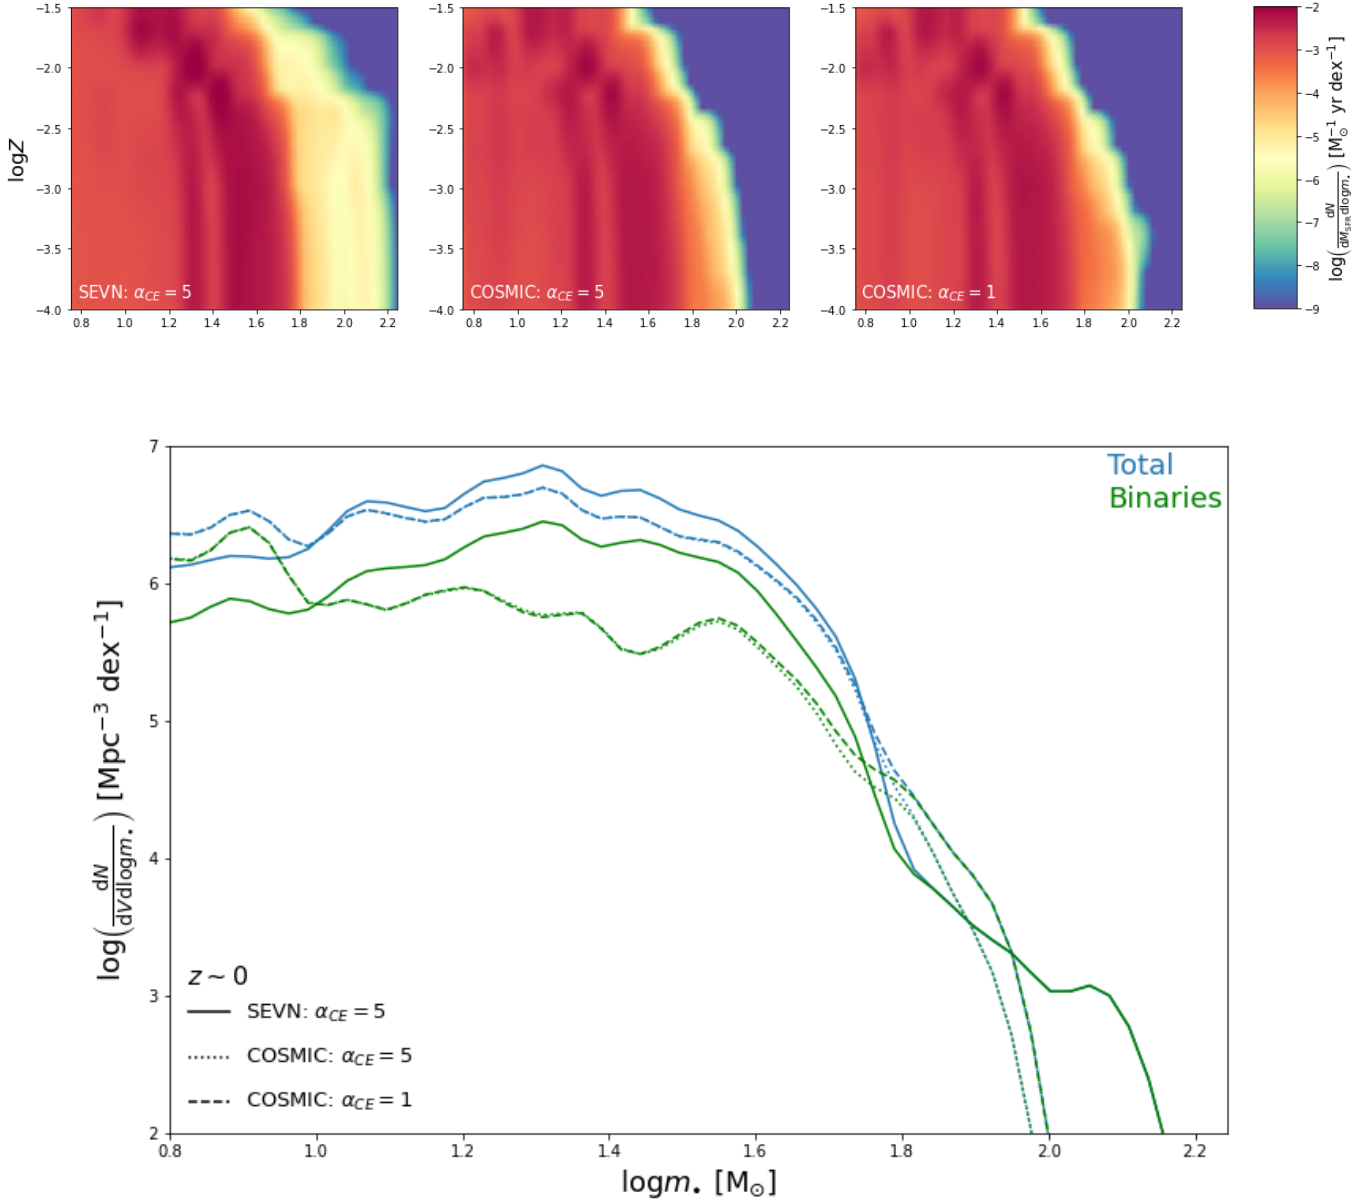 −1.5
−2.0
−2.5
−3.0
−3.5
−4.0
logZ
SEVN: α_CE = 5
0.8 1.0 1.2 1.4 1.6 1.8 2.0 2.2
−1.5
−2.0
−2.5
−3.0
−3.5
−4.0
COSMIC: α_CE = 5
0.8 1.0 1.2 1.4 1.6 1.8 2.0 2.2
−1.5
−2.0
−2.5
−3.0
−3.5
−4.0
COSMIC: α_CE = 1
0.8 1.0 1.2 1.4 1.6 1.8 2.0 2.2
−2
−3
−4
−5
−6
−7
−8
−9
log(dN/dM_SFR dlogm•) [M⊙^−1 yr dex^−1]
7
6
5
4
3
2
log(dN/dVdlogm•) [Mpc^−3 dex^−1]
Total
Binaries
z ~ 0
SEVN: α_CE = 5
COSMIC: α_CE = 5
COSMIC: α_CE = 1
0.8 1.0 1.2 1.4 1.6 1.8 2.0 2.2
logm• [M⊙]